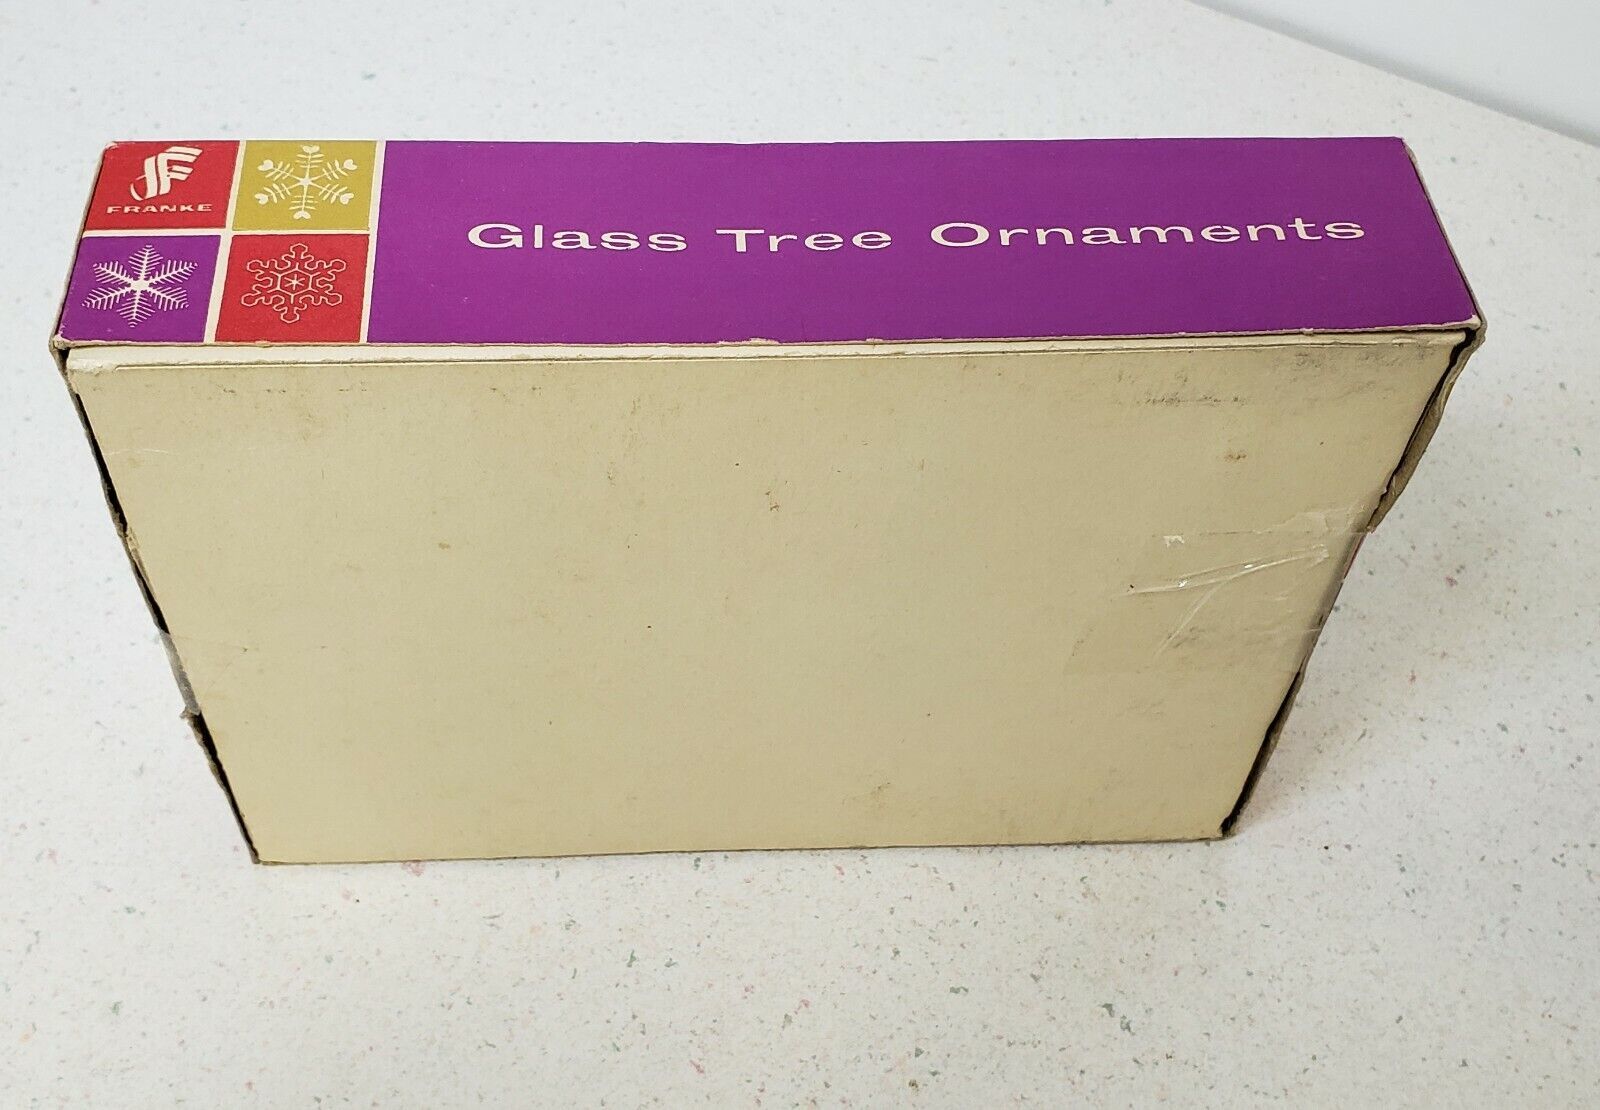 F
FRANKE
Glass Tree Ornaments